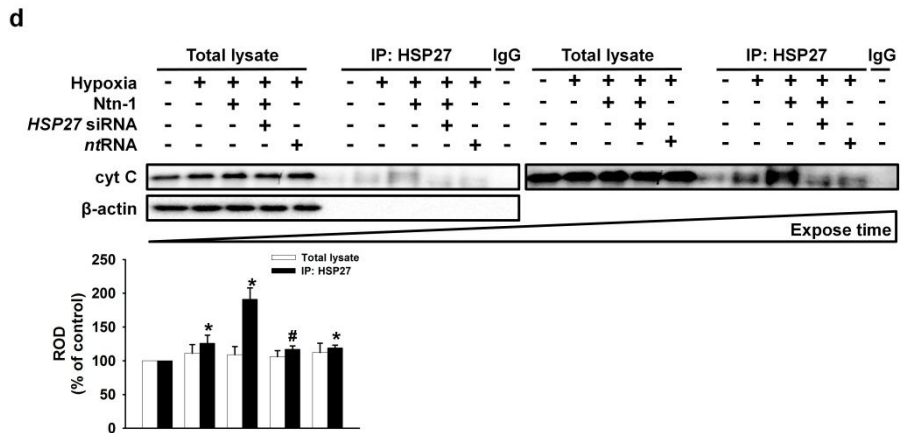 d
Total lysate IP: HSP27 IgG Total lysate IP: HSP27 IgG
Hypoxia - + + + + - + + + + - - + + + + - + + + + -
Ntn-1 - - + + - - - + + - - - - + + - - - + + - -
HSP27 siRNA - - - + - - - - + - - - - - + - - - - + - -
ntRNA - - - - + - - - - + - - - - - + - - - - + -
cyt C
β-actin
Expose time
250
200
150
100
50
0
ROD
(% of control)
Total lysate
IP: HSP27
* * # *